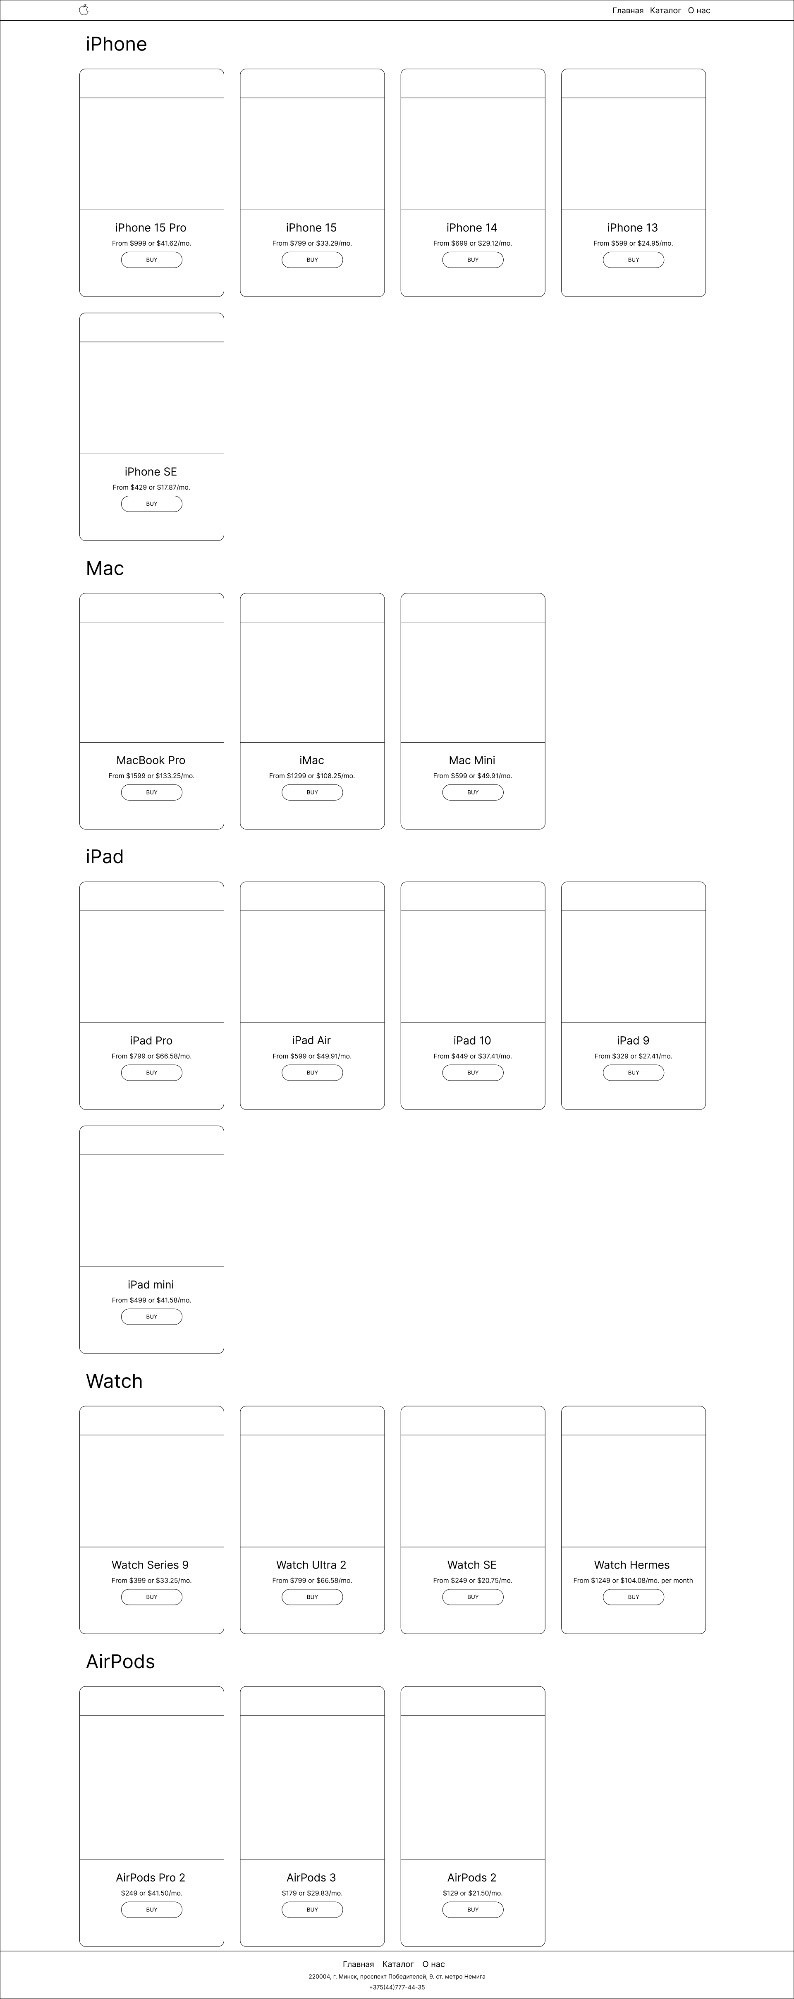 Главная Каталог О нас
iPhone
iPhone 15 Pro
From $999 or $41.62/mo.
BUY
iPhone 15
From $799 or $33.29/mo.
BUY
iPhone 14
From $699 or $29.12/mo.
BUY
iPhone 13
From $599 or $24.95/mo.
BUY
iPhone SE
From $429 or $17.87/mo.
BUY
Mac
MacBook Pro
From $1599 or $133.25/mo.
BUY
iMac
From $1299 or $108.25/mo.
BUY
Mac Mini
From $599 or $49.91/mo.
BUY
iPad
iPad Pro
From $799 or $66.58/mo.
BUY
iPad Air
From $599 or $49.91/mo.
BUY
iPad 10
From $449 or $37.41/mo.
BUY
iPad 9
From $329 or $27.41/mo.
BUY
iPad mini
From $499 or $41.58/mo.
BUY
Watch
Watch Series 9
From $399 or $33.25/mo.
BUY
Watch Ultra 2
From $799 or $66.58/mo.
BUY
Watch SE
From $249 or $20.75/mo.
BUY
Watch Hermes
From $1249 or $104.08/mo. per month
BUY
AirPods
AirPods Pro 2
$249 or $41.50/mo.
BUY
AirPods 3
$179 or $29.83/mo.
BUY
AirPods 2
$129 or $21.50/mo.
BUY
Главная Каталог О нас
220004, г. Минск, проспект Победителей, 9, ст. метро Немига
+375(44)777-44-35